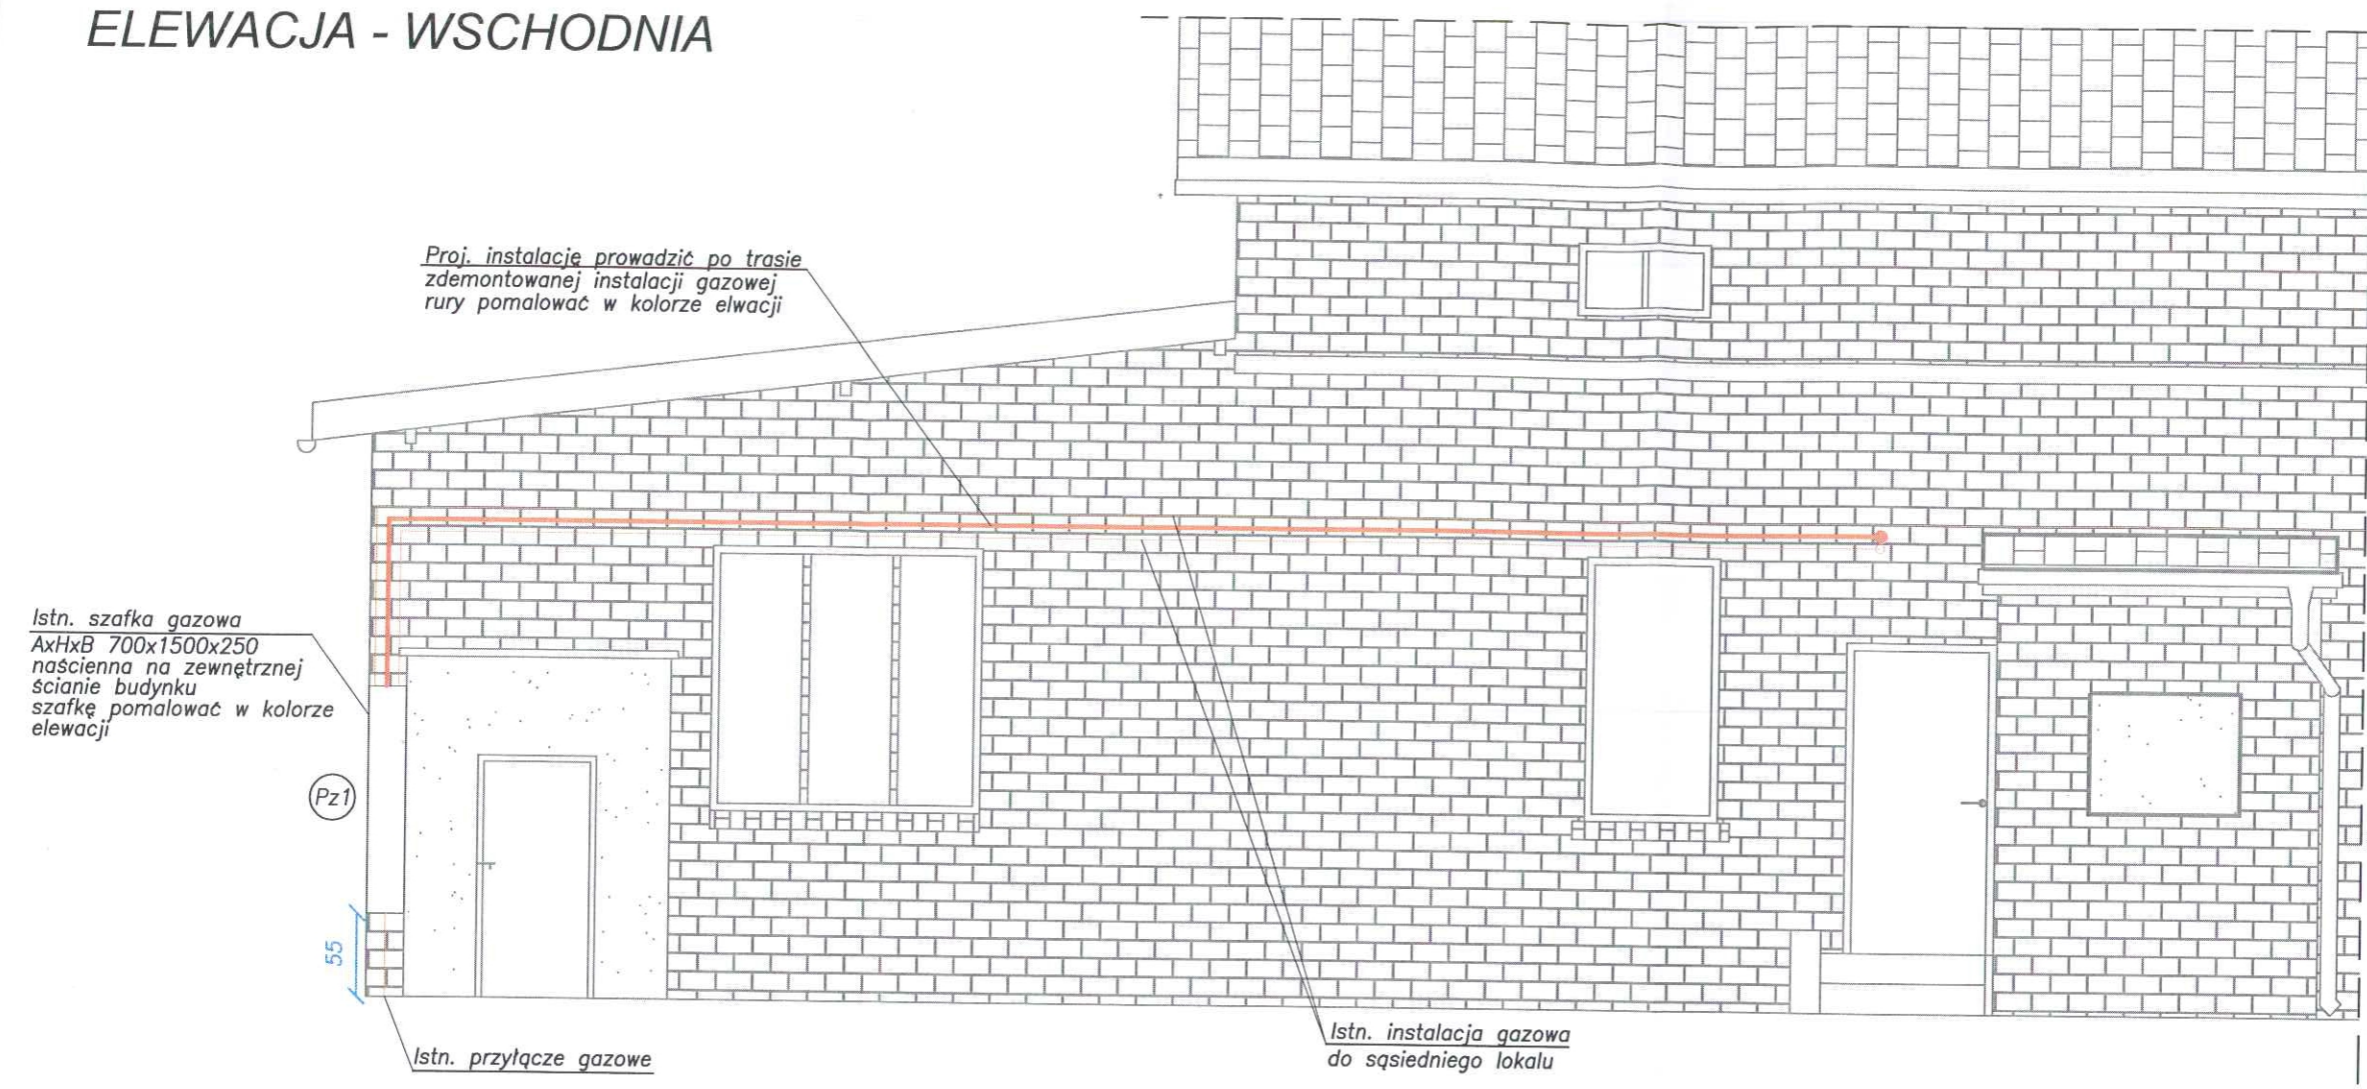 ELEWACJA - WSCHODNIA
Proj. instalację prowadzić po trasie
zdemontowanej instalacji gazowej
rury pomalować w kolorze elwacji
Istn. szafka gazowa
AxHxB 700x1500x250
naścienna na zewnętrznej
ścianie budynku
szafkę pomalować w kolorze
elewacji
Pz1
55
Istn. przyłącze gazowe
Istn. instalacja gazowa
do sąsiedniego lokalu